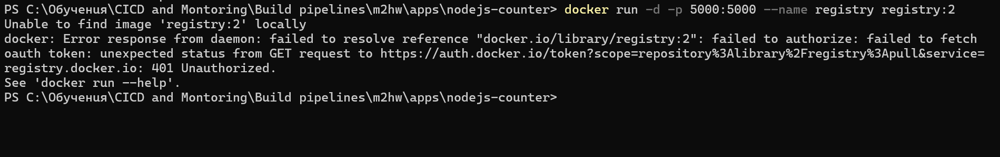 PS C:\Обучения\CICD and Montoring\Build pipelines\m2hw\apps\nodejs-counter> docker run -d -p 5000:5000 --name registry registry:2
Unable to find image 'registry:2' locally
docker: Error response from daemon: failed to resolve reference "docker.io/library/registry:2": failed to authorize: failed to fetch
oauth token: unexpected status from GET request to https://auth.docker.io/token?scope=repository%3Alibrary%2Fregistry%3Apull&service=
registry.docker.io: 401 Unauthorized.
See 'docker run --help'.
PS C:\Обучения\CICD and Montoring\Build pipelines\m2hw\apps\nodejs-counter>